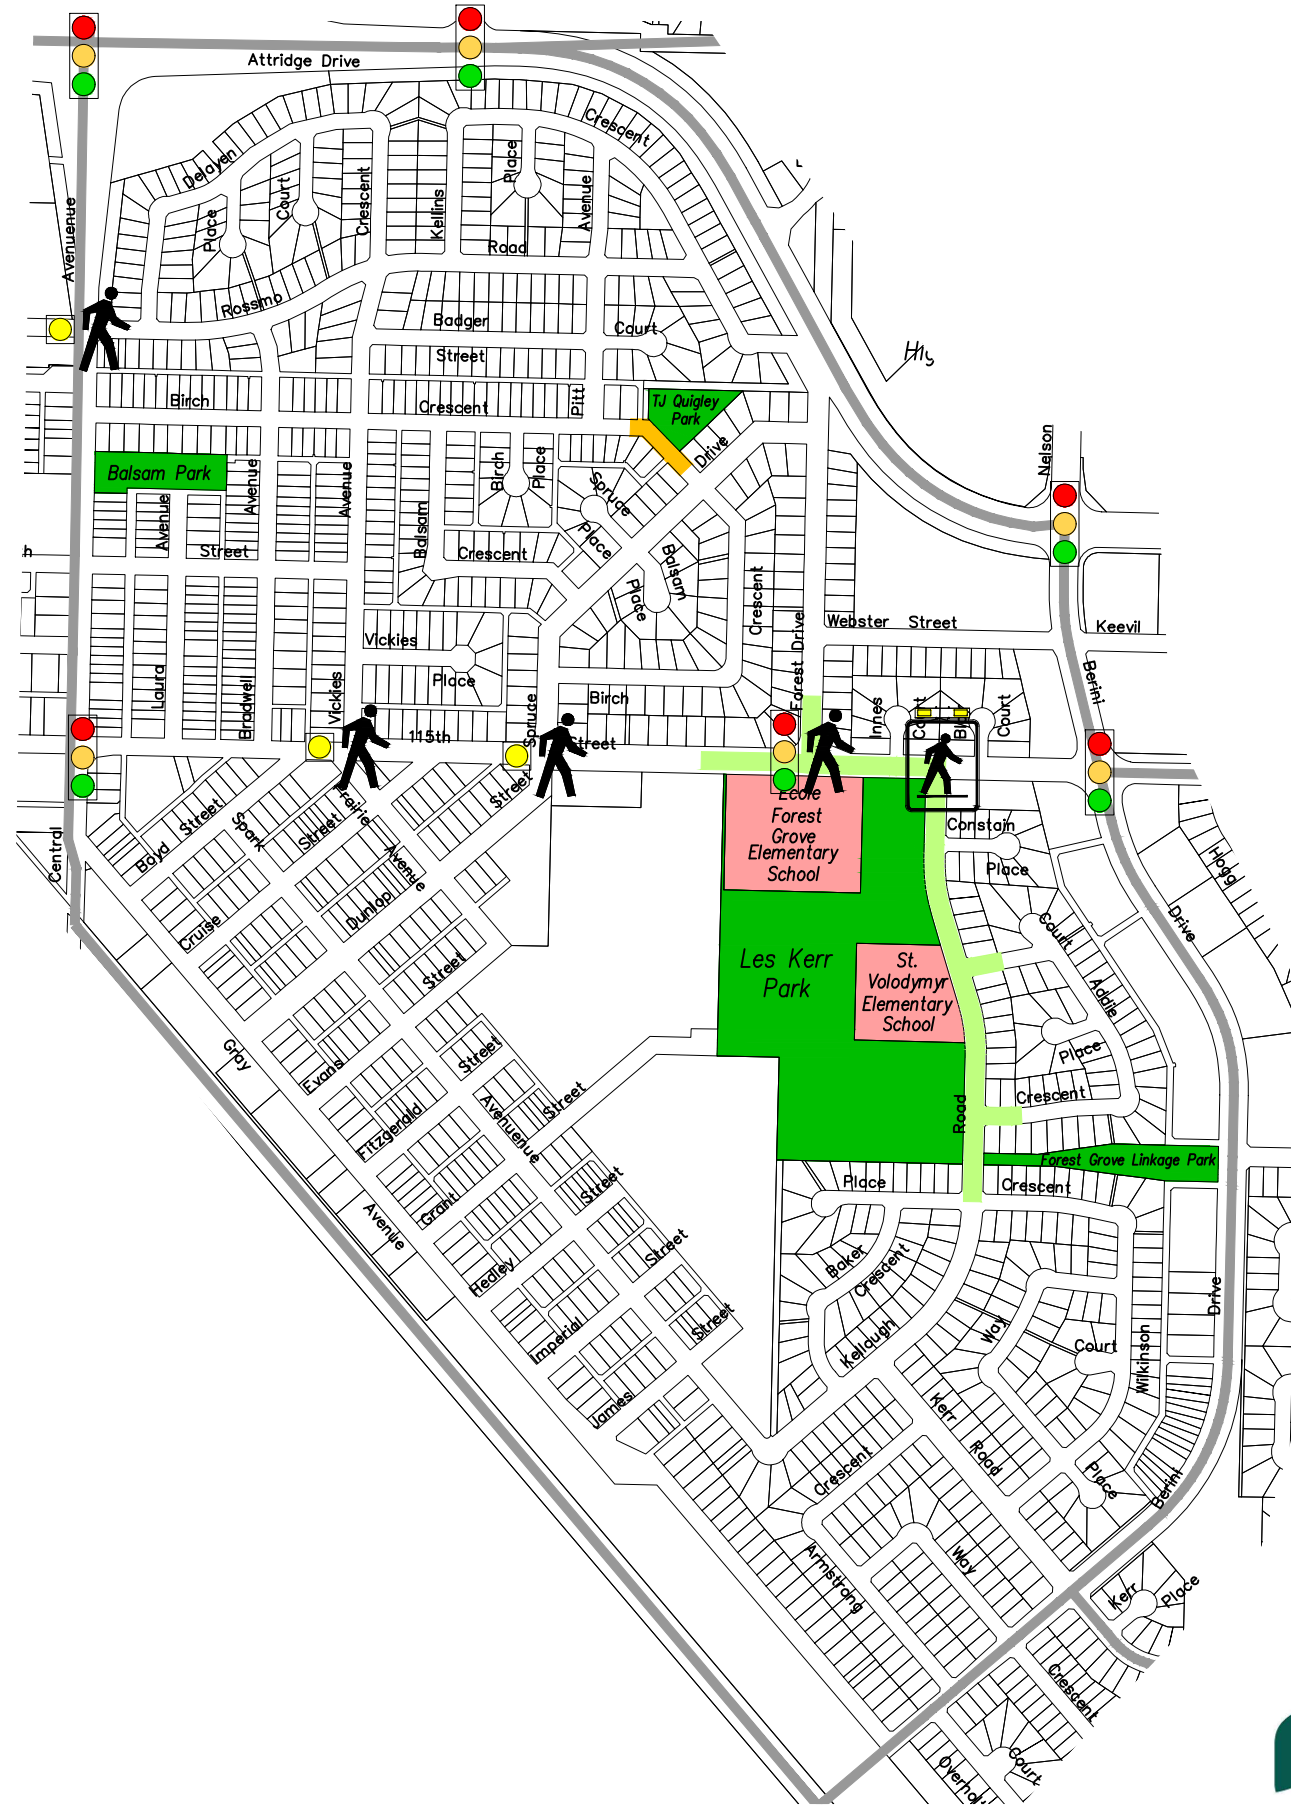 Attridge Drive
Crescent
Delayen
Place
Court
Crescent
Kellins
Place
Avenue
Avenuenue
Road
Rossmo
Badger
Court
Street
Hly
Birch
Crescent
Pitt
TJ Quigley
Park
Drive
Nelson
Balsam Park
Avenue
Avenue
Birch
Place
Spruce
Place
Avenue
Street
Balsam
Crescent
Balsam
Place
Crescent
Forest Drive
Webster Street
Keevil
h
Vickies
Place
Laura
Bradwell
Vickies
Birch
Spruce
Berini
Innes
Court
Court
115th
Street
Central
Boyd Street
Spark
Street
Prairie
Avenue
Street
Cruise
Dunlop
Street
Ecole
Forest
Grove
Elementary
School
Constain
Place
Hogg
Court
Drive
Les Kerr
Park
St.
Volodymyr
Elementary
School
Addie
Place
Crescent
Road
Gray
Evans
Street
Avenuenue
Street
Fitzgerald
Forest Grove Linkage Park
Place
Crescent
Street
Grant
Avenue
Hedley
Street
Baker
Crescent
Kellough
Way
Court
Wilkinson
Drive
Imperial
Street
James
Kerr
Road
Crescent
Place
Berini
Armstrong
Way
Kerr
Place
Crescent
Court